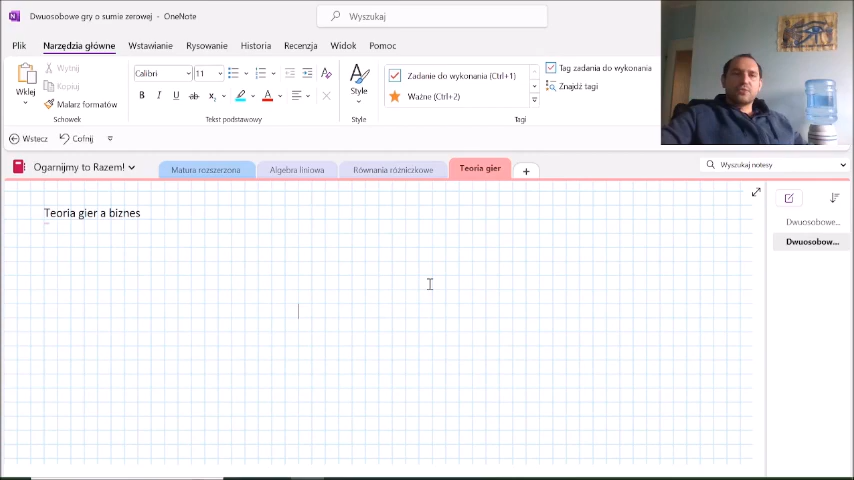 Dwuosobowe gry o sumie zerowej - OneNote
Wyszukaj
Plik Narzędzia główne Wstawianie Rysowanie Historia Recenzja Widok Pomoc
Wklej
Wytnij
Kopiuj
Malarz formatów
Schowek
Calibri 11
B I U ab x₂ A
Tekst podstawowy
Style
Style
Zadanie do wykonania (Ctrl+1)
Ważne (Ctrl+2)
Tag zadania do wykonania
Znajdź tagi
Tagi
Wstecz Cofnij
Ogarnijmy to Razem! Matura rozszerzona Algebra liniowa Równania różniczkowe Teoria gier +
Wyszukaj notesy
Teoria gier a biznes
Dwuosobowe...
Dwuosobow...